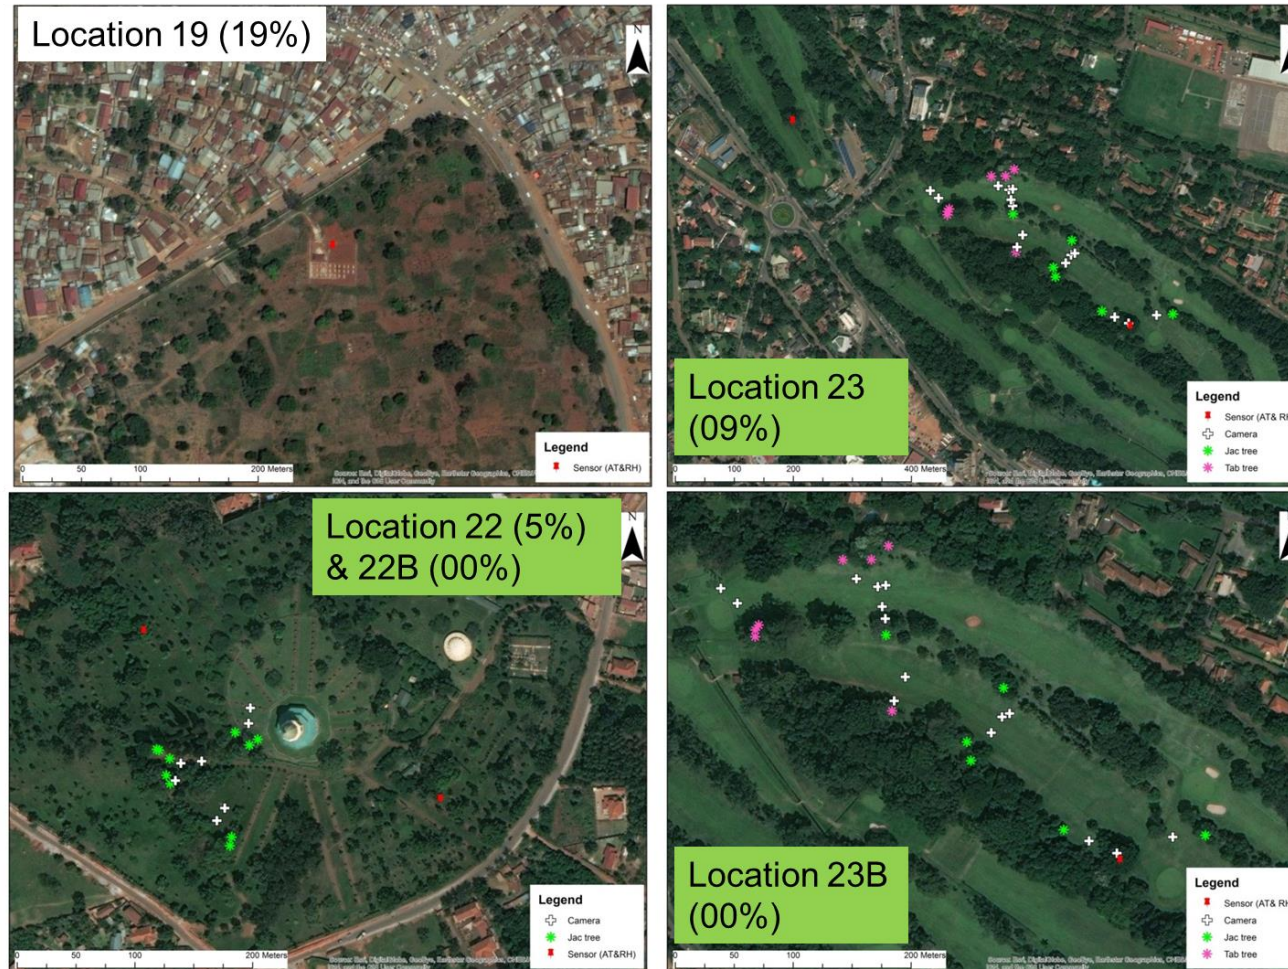 Location 19 (19%)
N
Legend
Sensor (AT&RH)
0 50 100 200 Meters
Location 23
(09%)
Legend
Sensor (AT& RH
Camera
Jac tree
Tab tree
0 100 200 400 Meters
Location 22 (5%)
& 22B (00%)
N
Legend
Camera
Jac tree
Sensor (AT&RH)
0 50 100 200 Meters
Location 23B
(00%)
Legend
Sensor (AT& RH
Camera
Jac tree
Tab tree
0 50 100 200 Meters